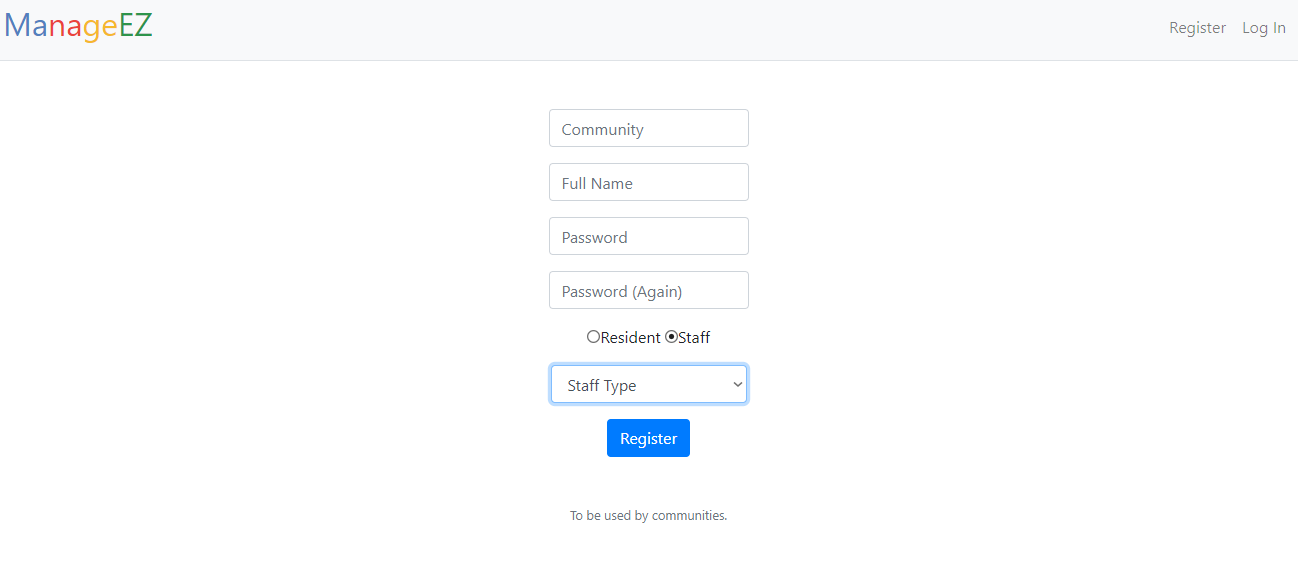 ManageEZ Register Log In
Community
Full Name
Password
Password (Again)
Resident Staff
Staff Type
Register
To be used by communities.